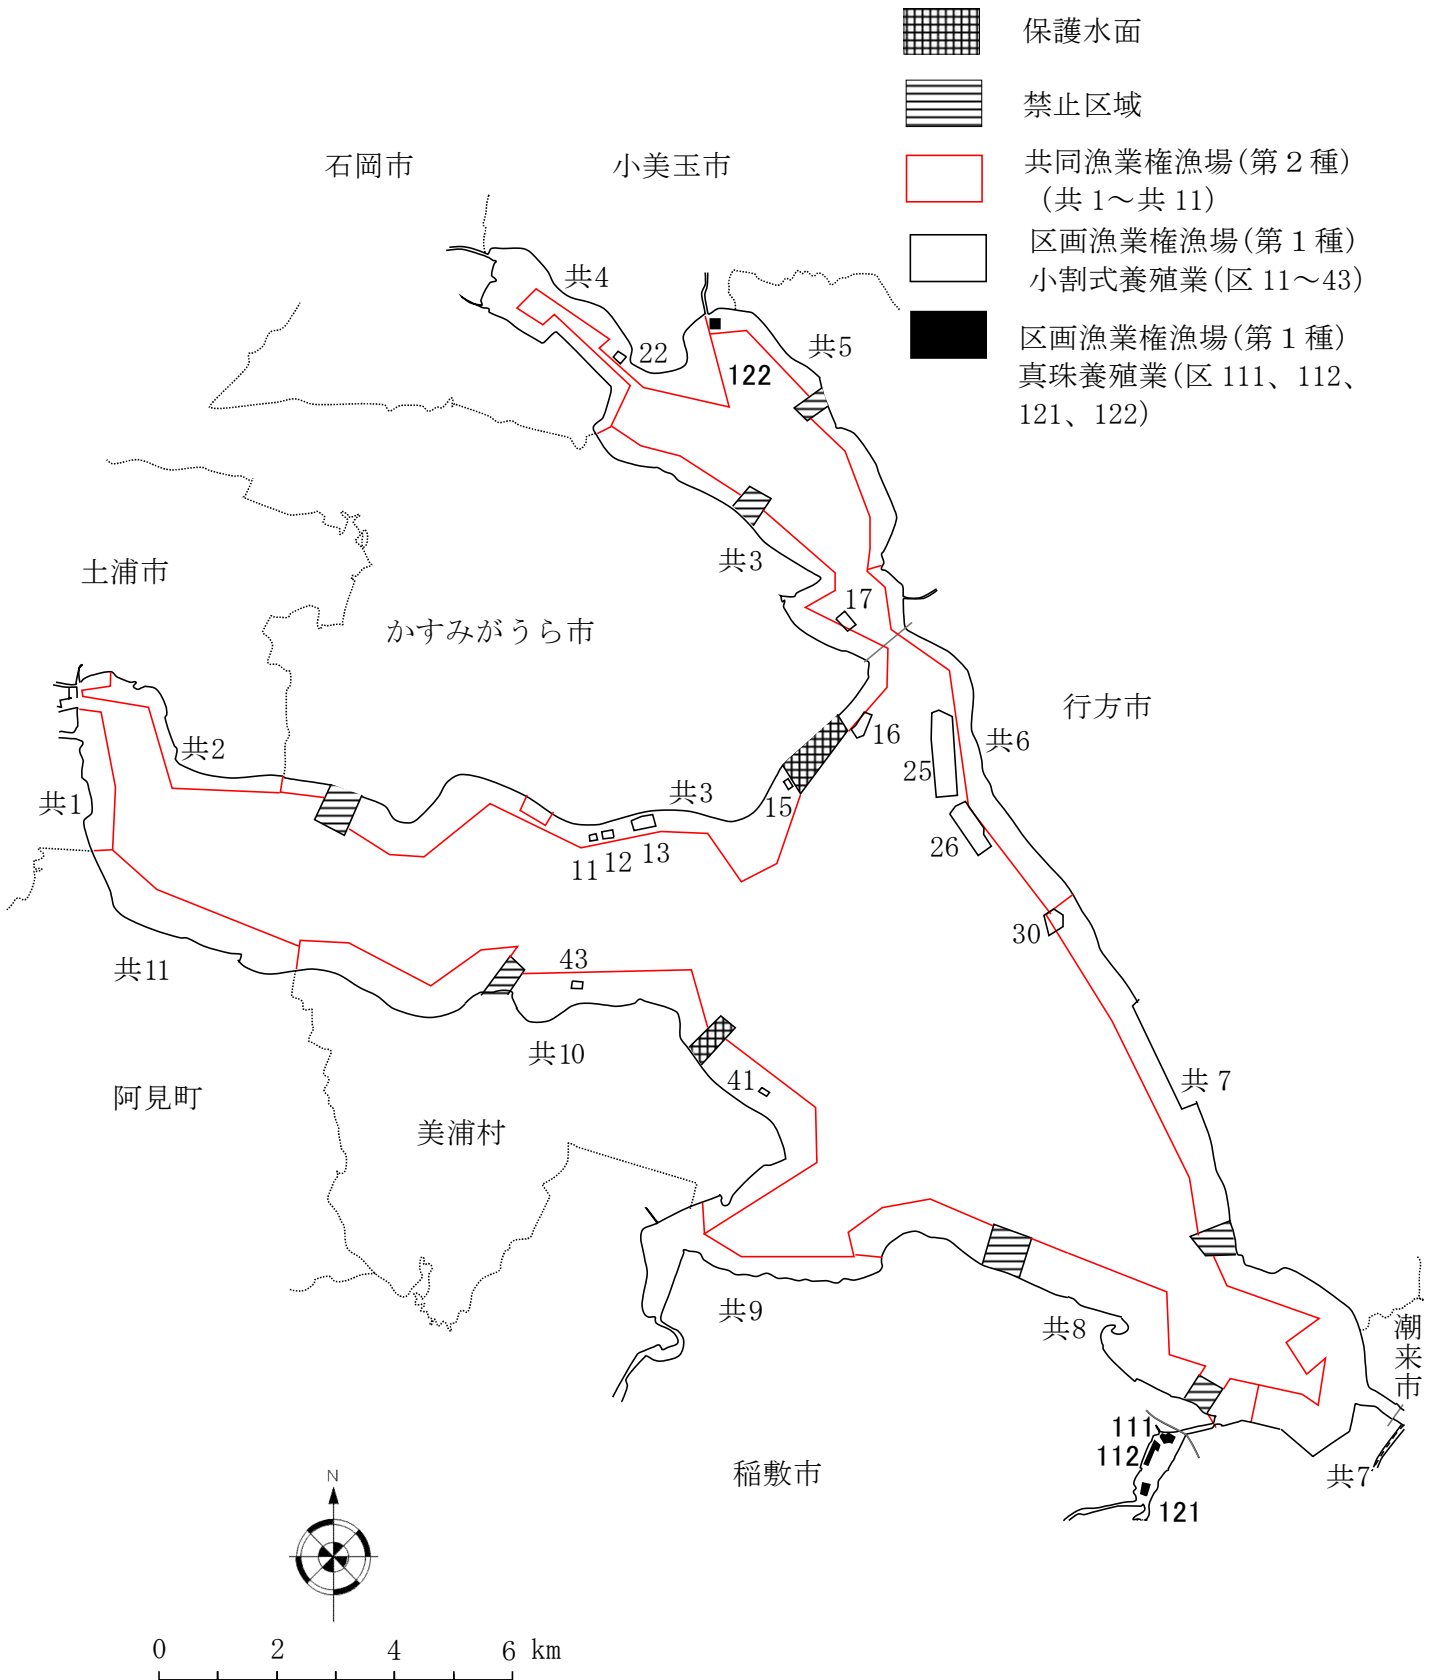 保護水面
禁止区域
共同漁業権漁場(第２種)
(共 1～共 11)
区画漁業権漁場(第１種)
小割式養殖業(区 11～43)
区画漁業権漁場(第１種)
真珠養殖業(区 111、112、
121、122)
石岡市
小美玉市
共4
22
共5
122
共3
17
土浦市
かすみがうら市
行方市
共2
16
共6
25
共1
共3
15
26
11
12
13
30
共11
43
共10
41
共 7
阿見町
美浦村
共9
共8
潮来市
111
112
稲敷市
共7
121
N
0 2 4 6 km